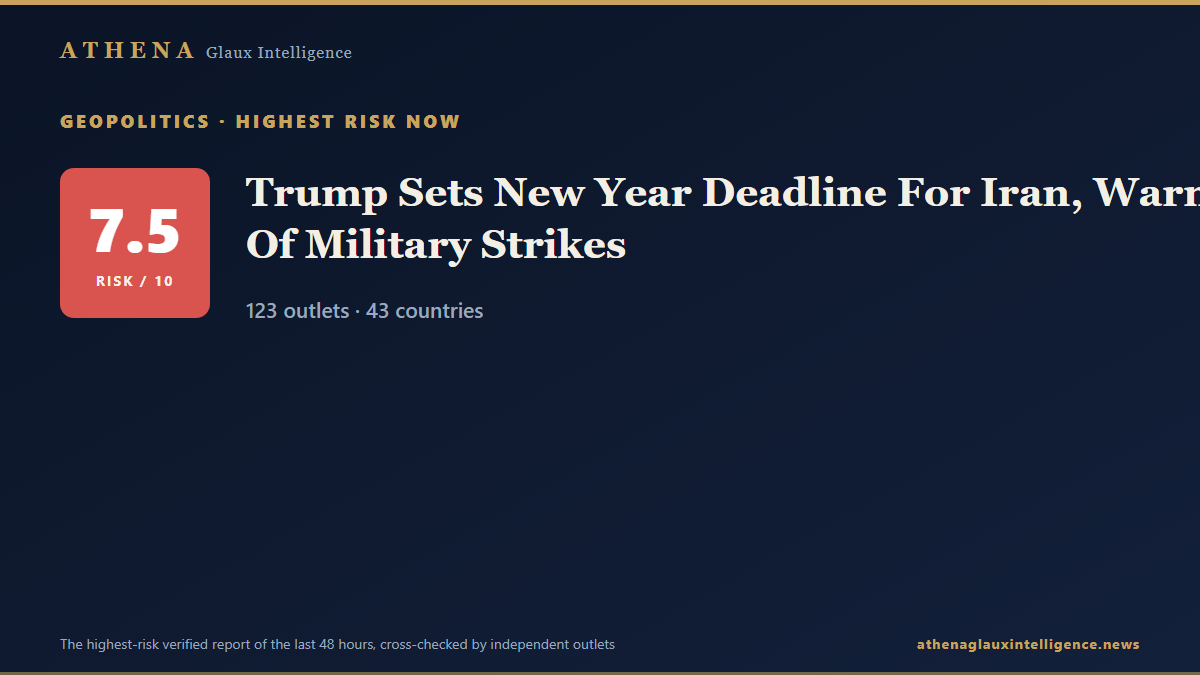 ATHENA Glaux Intelligence
GEOPOLITICS · HIGHEST RISK NOW
7.5
RISK / 10
Trump Sets New Year Deadline For Iran, Warn
Of Military Strikes
123 outlets · 43 countries
The highest-risk verified report of the last 48 hours, cross-checked by independent outlets
athenaglauxintelligence.news